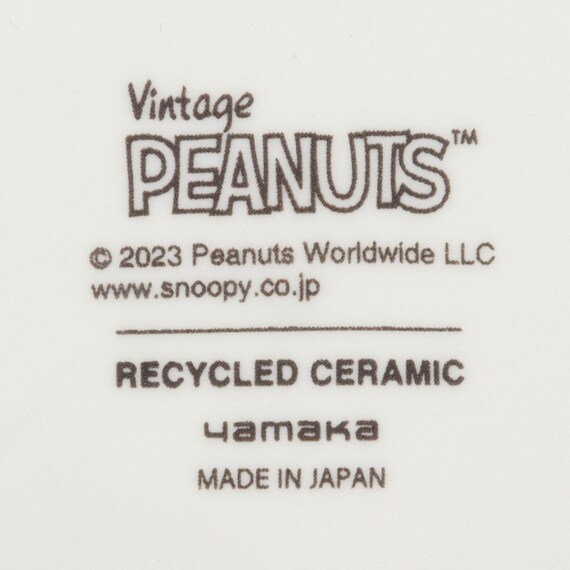 Vintage
PEANUTS™
© 2023 Peanuts Worldwide LLC
www.snoopy.co.jp
RECYCLED CERAMIC
yamaka
MADE IN JAPAN